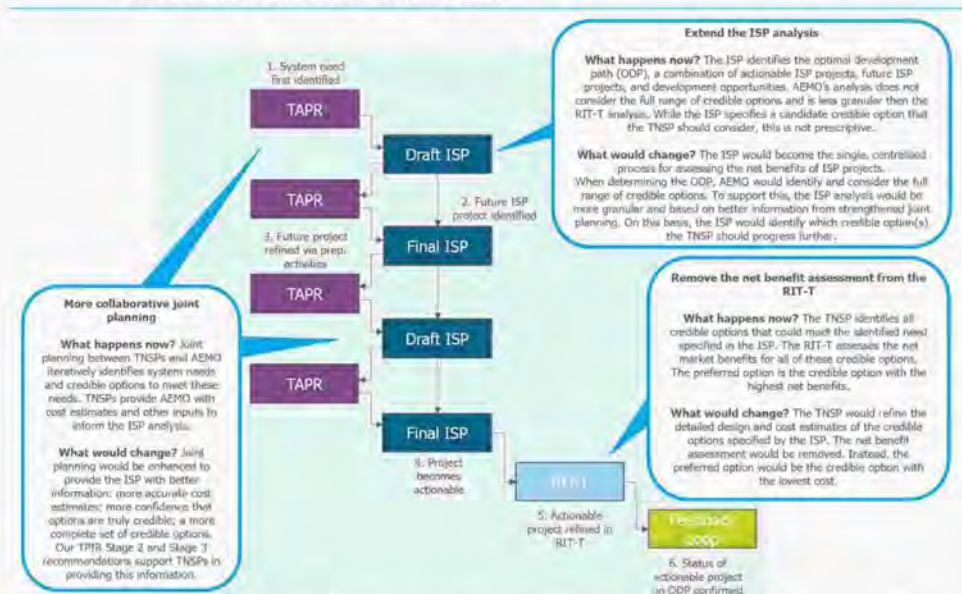 Extend the ISP analysis
What happens now? The ISP identifies the optimal development
path (ODP), a combination of actionable ISP projects, future ISP
projects, and development opportunities. AEMO's analysis does not
consider the full range of credible options and is less granular then the
RIT-T analysis. While the ISP specifies a candidate credible option that
the TNSP should consider, this is not prescriptive.
What would change? The ISP would become the single, centralised
process for assessing the net benefits of ISP projects.
When determining the ODP, AEMO would identify and consider the full
range of credible options. To support this, the ISP analysis would be
more granular and based on better information from strengthened joint
planning. On this basis, the ISP would identify which credible option(s)
the TNSP should progress further.
1. System need
first identified
TAPR
Draft ISP
TAPR
2. Future ISP
project identified
3. Future project
refined via prep.
activities
Final ISP
TAPR
Draft ISP
TAPR
Final ISP
4. Project
becomes
actionable
RIT-T
5. Actionable
project refined in
RIT-T
Feedback
Loop
6. Status of
actionable project
in ODP confirmed
More collaborative joint
planning
What happens now? Joint
planning between TNSPs and AEMO
iteratively identifies system needs
and credible options to meet these
needs. TNSPs provide AEMO with
cost estimates and other inputs to
inform the ISP analysis.
What would change? Joint
planning would be enhanced to
provide the ISP with better
information: more accurate cost
estimates; more confidence that
options are truly credible; a more
complete set of credible options.
Our TPIR Stage 2 and Stage 3
recommendations support TNSPs in
providing this information.
Remove the net benefit assessment from the
RIT-T
What happens now? The TNSP identifies all
credible options that could meet the identified need
specified in the ISP. The RIT-T assesses the net
market benefits for all of these credible options.
The preferred option is the credible option with the
highest net benefits.
What would change? The TNSP would refine the
detailed design and cost estimates of the credible
options specified by the ISP. The net benefit
assessment would be removed. Instead, the
preferred option would be the credible option with
the lowest cost.